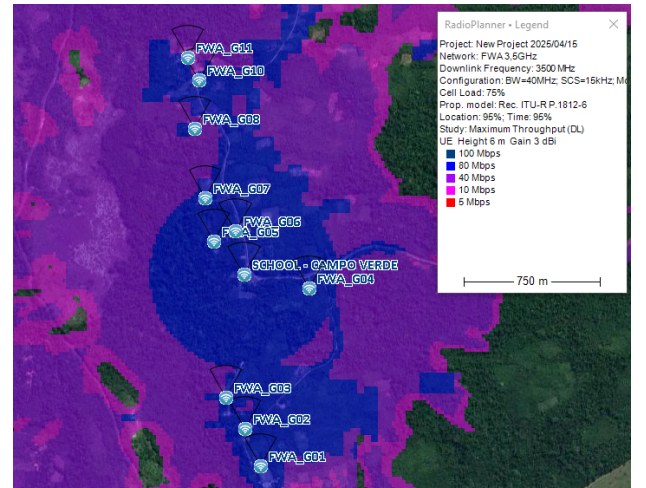 RadioPlanner • Legend
Project: New Project 2025/04/15
Network: FWA 3,5GHz
Downlink Frequency: 3500 MHz
Configuration: BW=40MHz; SCS=15kHz; Mo
Cell Load: 75%
Prop. model: Rec. ITU-R P.1812-6
Location: 95%; Time: 95%
Study: Maximum Throughput (DL)
UE Height 6 m Gain 3 dBi
100 Mbps
80 Mbps
40 Mbps
10 Mbps
5 Mbps
750 m
FWA_G11
FWA_G10
FWA_G08
FWA_G07
FWA_G06
FWA_G05
SCHOOL - CAMPO VERDE
FWA_G04
FWA_G03
FWA_G02
FWA_G01